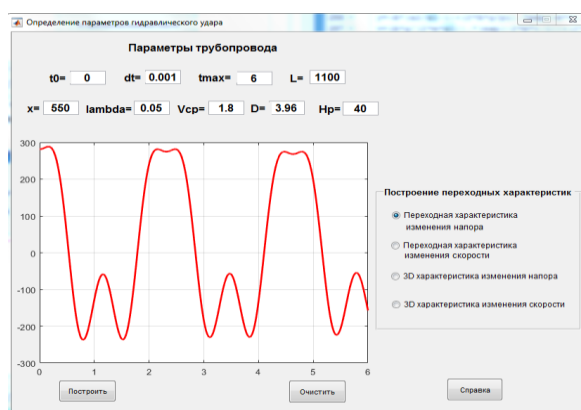 Определение параметров гидравлического удара
Параметры трубопровода
t0= 0 dt= 0.001 tmax= 6 L= 1100
x= 550 lambda= 0.05 Vcp= 1.8 D= 3.96 Hp= 40
300
200
100
0
-100
-200
-300
0 1 2 3 4 5 6
Построение переходных характеристик
Переходная характеристика
изменения напора
Переходная характеристика
изменения скорости
3D характеристика изменения напора
3D характеристика изменения скорости
Построить
Очистить
Справка